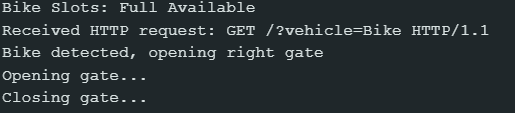 Bike Slots: Full Available
Received HTTP request: GET /?vehicle=Bike HTTP/1.1
Bike detected, opening right gate
Opening gate...
Closing gate...